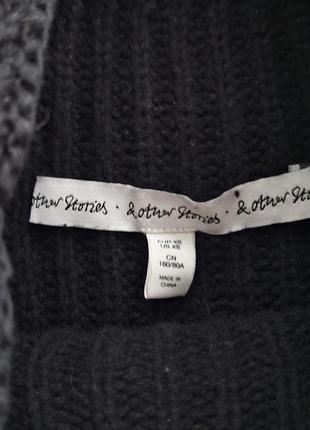 other Stories · & other Stories · & other Stories
EUR XS
US XS
CN
160/80A
MADE IN
CHINA